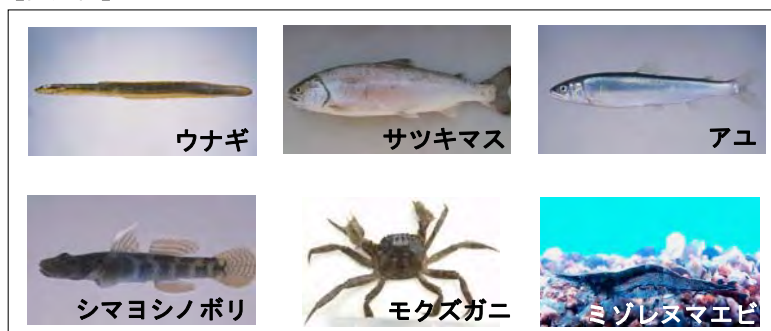 ウナギ
サツキマス
アユ
シマヨシノボリ
モクズガニ
ミゾレヌマエビ